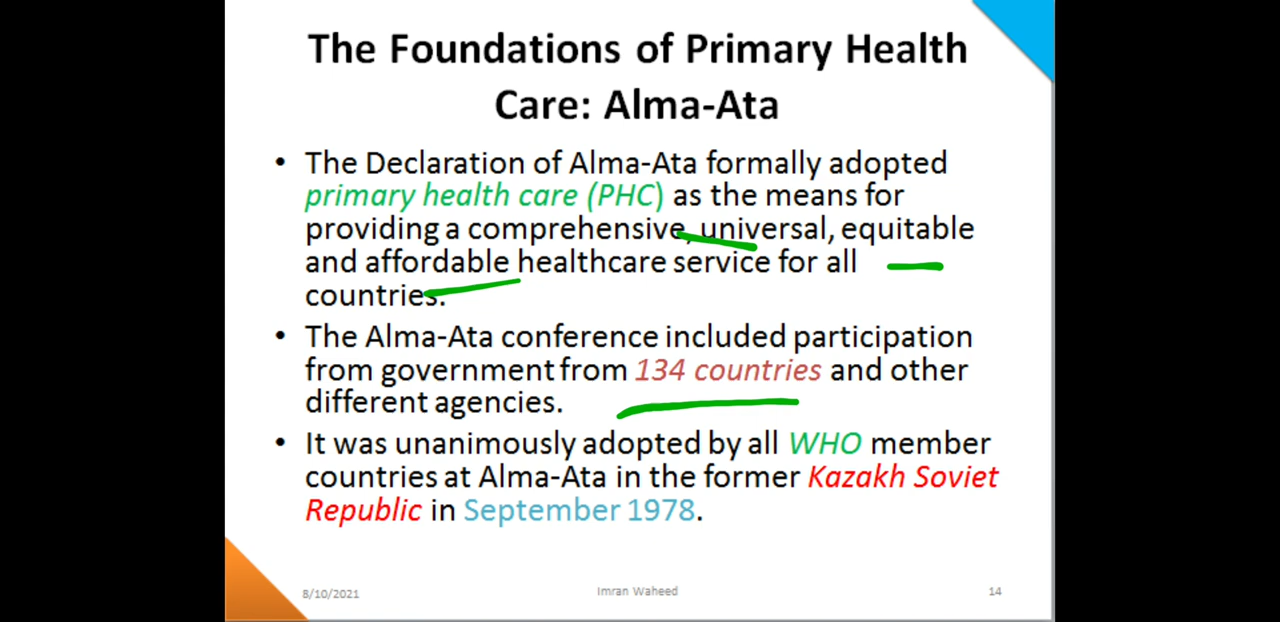 The Foundations of Primary Health
Care: Alma-Ata
• The Declaration of Alma-Ata formally adopted
primary health care (PHC) as the means for
providing a comprehensive, universal, equitable
and affordable healthcare service for all
countries.
• The Alma-Ata conference included participation
from government from 134 countries and other
different agencies.
• It was unanimously adopted by all WHO member
countries at Alma-Ata in the former Kazakh Soviet
Republic in September 1978.
8/10/2021 Imran Waheed 14